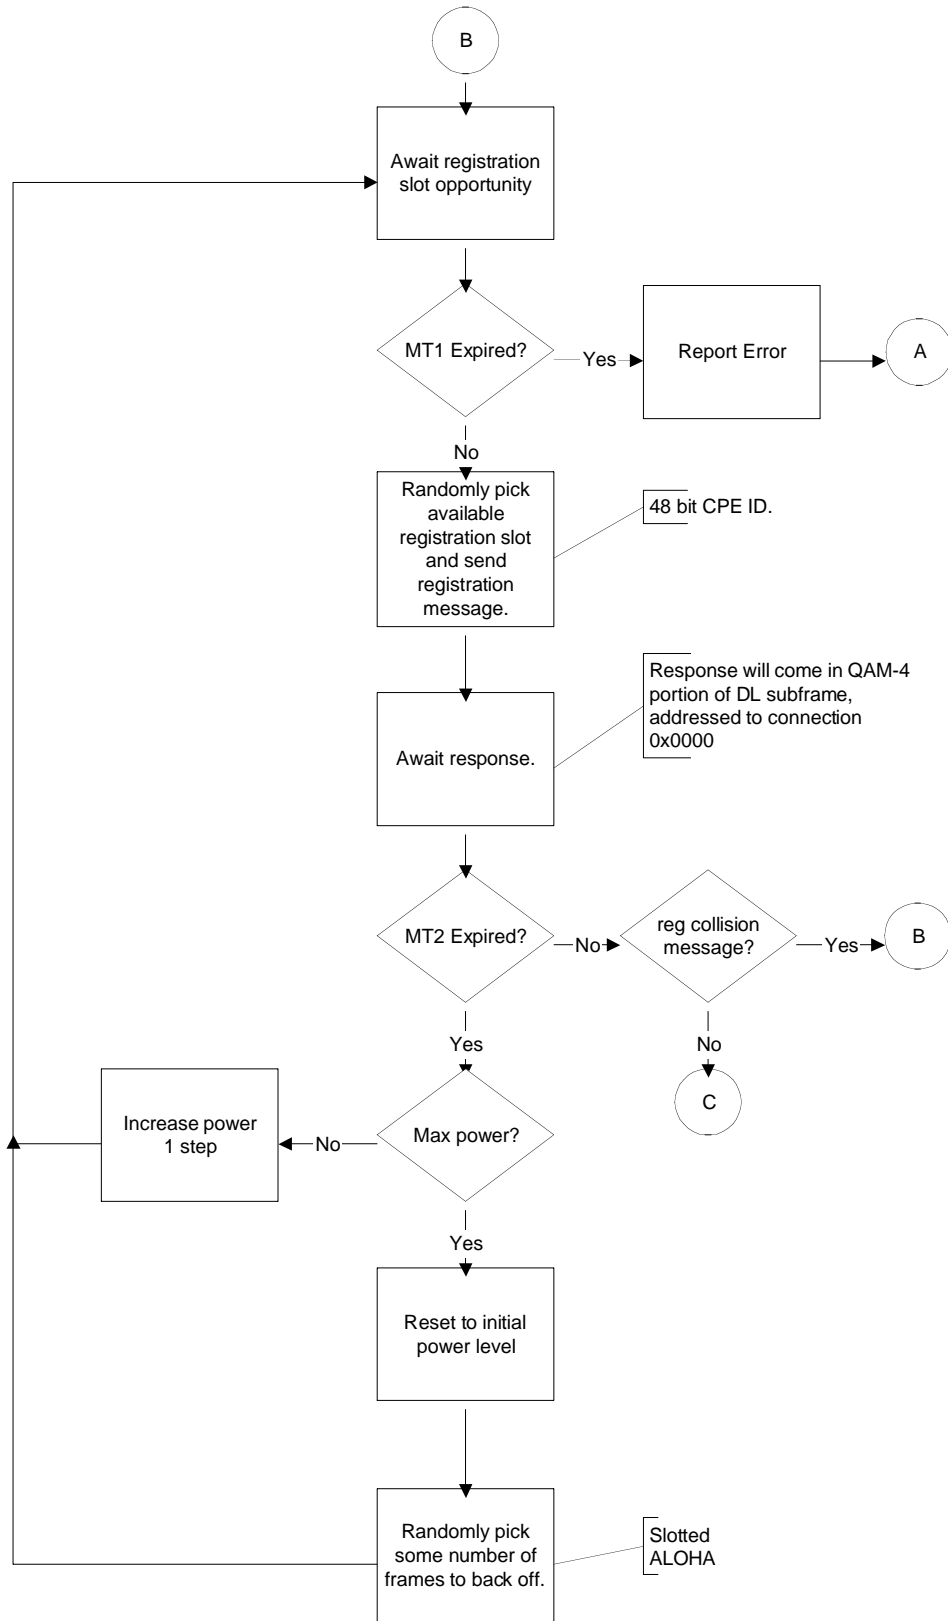 B
Await registration
slot opportunity
MT1 Expired?
Yes
Report Error
A
No
Randomly pick
available
registration slot
and send
registration
message.
48 bit CPE ID.
Await response.
Response will come in QAM-4
portion of DL subframe,
addressed to connection
0x0000
MT2 Expired?
No
reg collision
message?
Yes
B
Yes
No
C
Max power?
No
Increase power
1 step
Yes
Reset to initial
power level
Randomly pick
some number of
frames to back off.
Slotted
ALOHA